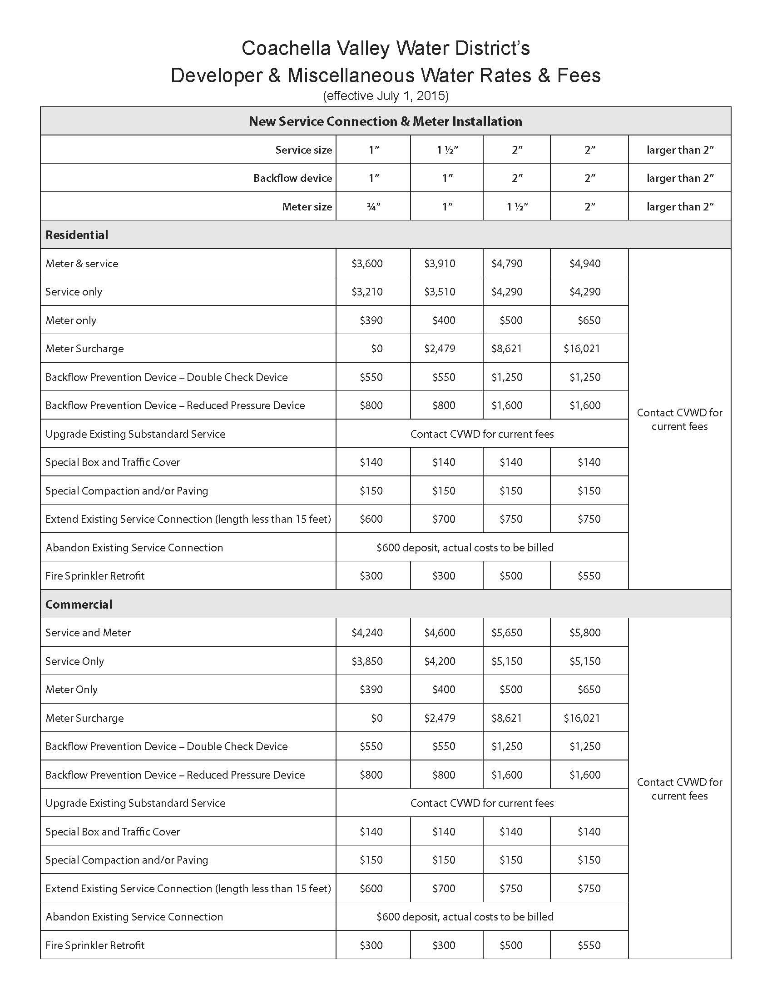 Coachella Valley Water District’s
Developer & Miscellaneous Water Rates & Fees
(effective July 1, 2015)
New Service Connection & Meter Installation
Service size 1” 1 ½” 2” 2” larger than 2”
Backflow device 1” 1” 2” 2” larger than 2”
Meter size ¾” 1” 1 ½” 2” larger than 2”
Residential
Meter & service $3,600 $3,910 $4,790 $4,940
Service only $3,210 $3,510 $4,290 $4,290
Meter only $390 $400 $500 $650
Meter Surcharge $0 $2,479 $8,621 $16,021
Backflow Prevention Device – Double Check Device $550 $550 $1,250 $1,250
Backflow Prevention Device – Reduced Pressure Device $800 $800 $1,600 $1,600
Contact CVWD for
current fees
Upgrade Existing Substandard Service Contact CVWD for current fees
Special Box and Traffic Cover $140 $140 $140 $140
Special Compaction and/or Paving $150 $150 $150 $150
Extend Existing Service Connection (length less than 15 feet) $600 $700 $750 $750
Abandon Existing Service Connection $600 deposit, actual costs to be billed
Fire Sprinkler Retrofit $300 $300 $500 $550
Commercial
Service and Meter $4,240 $4,600 $5,650 $5,800
Service Only $3,850 $4,200 $5,150 $5,150
Meter Only $390 $400 $500 $650
Meter Surcharge $0 $2,479 $8,621 $16,021
Backflow Prevention Device – Double Check Device $550 $550 $1,250 $1,250
Backflow Prevention Device – Reduced Pressure Device $800 $800 $1,600 $1,600
Contact CVWD for
current fees
Upgrade Existing Substandard Service Contact CVWD for current fees
Special Box and Traffic Cover $140 $140 $140 $140
Special Compaction and/or Paving $150 $150 $150 $150
Extend Existing Service Connection (length less than 15 feet) $600 $700 $750 $750
Abandon Existing Service Connection $600 deposit, actual costs to be billed
Fire Sprinkler Retrofit $300 $300 $500 $550